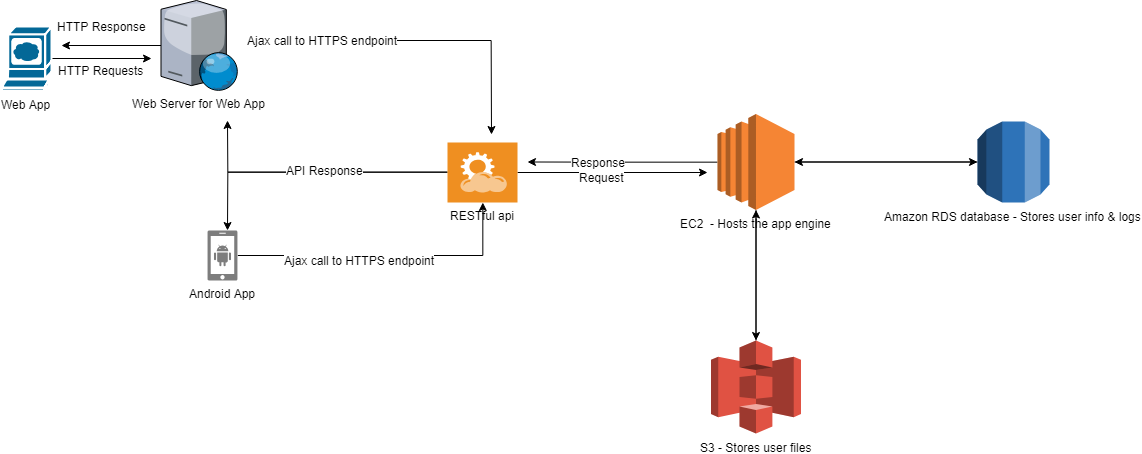 HTTP Response
HTTP Requests
Web App
Web Server for Web App
Ajax call to HTTPS endpoint
API Response
RESTful api
Android App
Ajax call to HTTPS endpoint
Response
Request
EC2 - Hosts the app engine
Amazon RDS database - Stores user info & logs
S3 - Stores user files